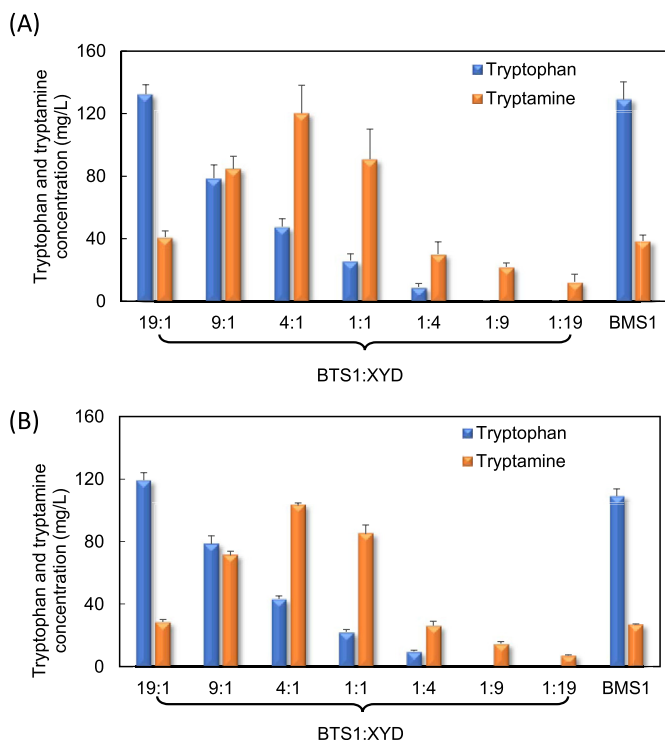 (A)
Tryptophan and tryptamine
concentration (mg/L)
160
120
80
40
0
Tryptophan
Tryptamine
19:1 9:1 4:1 1:1 1:4 1:9 1:19 BMS1
BTS1:XYD
(B)
Tryptophan and tryptamine
concentration (mg/L)
160
120
80
40
0
Tryptophan
Tryptamine
19:1 9:1 4:1 1:1 1:4 1:9 1:19 BMS1
BTS1:XYD